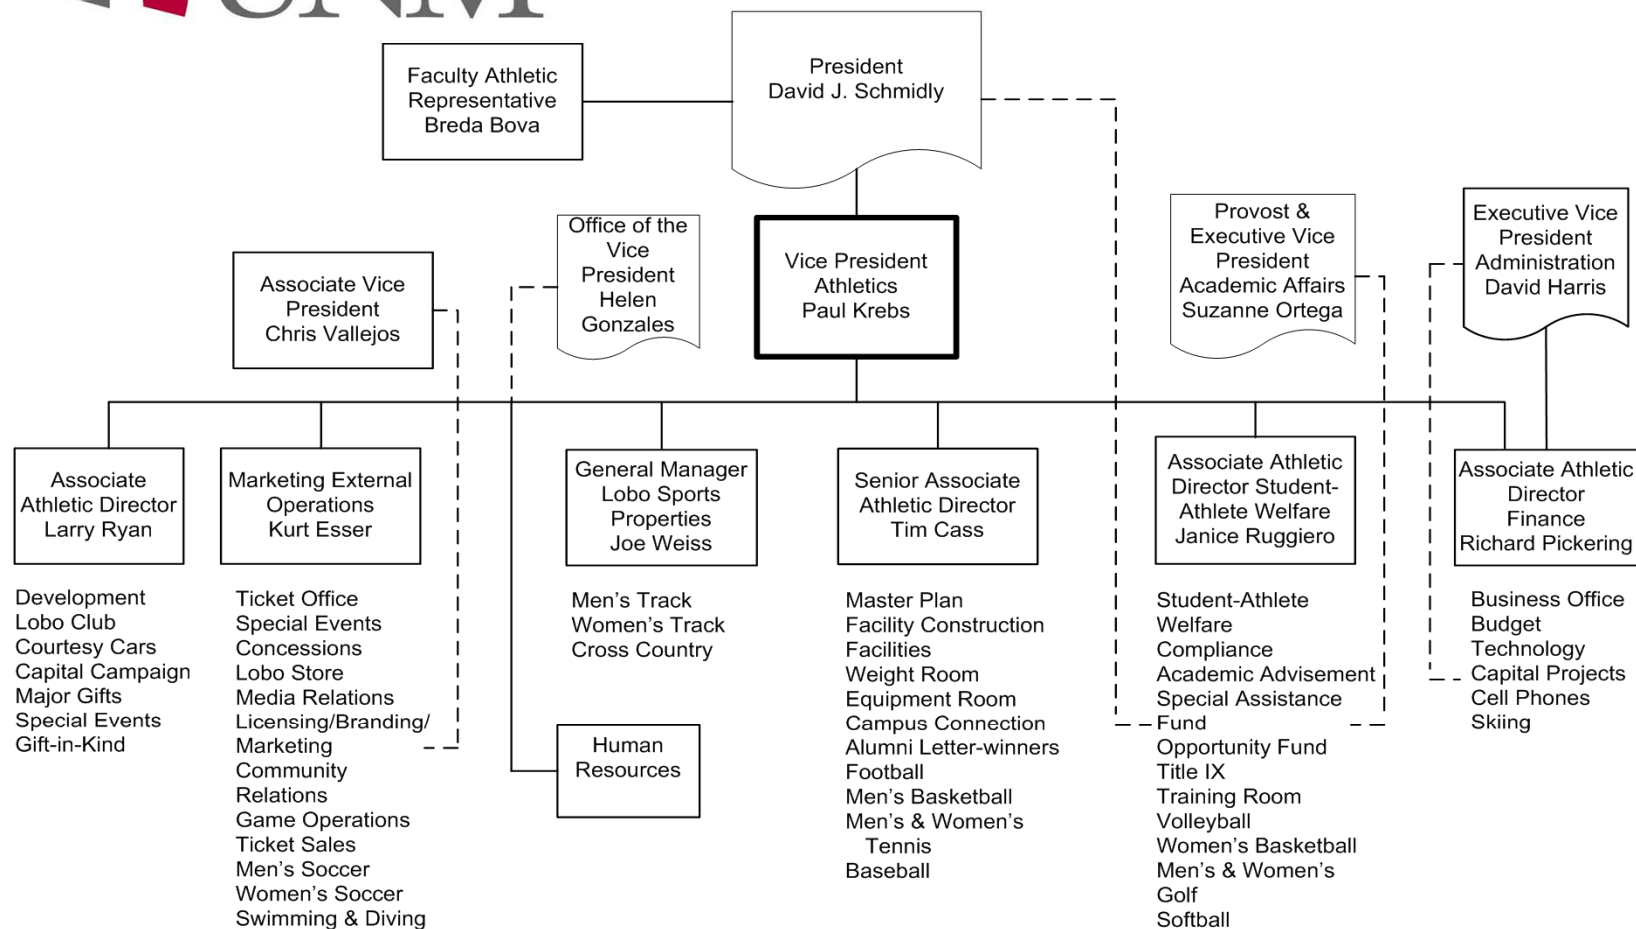 UNM
Faculty Athletic
Representative
Breda Bova
President
David J. Schmidly
Associate Vice
President
Chris Vallejos
Office of the
Vice
President
Helen
Gonzales
Vice President
Athletics
Paul Krebs
Provost &
Executive Vice
President
Academic Affairs
Suzanne Ortega
Executive Vice
President
Administration
David Harris
Associate
Athletic Director
Larry Ryan
Development
Lobo Club
Courtesy Cars
Capital Campaign
Major Gifts
Special Events
Gift-in-Kind
Marketing External
Operations
Kurt Esser
Ticket Office
Special Events
Concessions
Lobo Store
Media Relations
Licensing/Branding/
Marketing
Community
Relations
Game Operations
Ticket Sales
Men's Soccer
Women's Soccer
Swimming & Diving
General Manager
Lobo Sports
Properties
Joe Weiss
Men's Track
Women's Track
Cross Country
Human
Resources
Senior Associate
Athletic Director
Tim Cass
Master Plan
Facility Construction
Facilities
Weight Room
Equipment Room
Campus Connection
Alumni Letter-winners
Football
Men's Basketball
Men's & Women's
Tennis
Baseball
Associate Athletic
Director Student-
Athlete Welfare
Janice Ruggiero
Student-Athlete
Welfare
Compliance
Academic Advisement
Special Assistance
Fund
Opportunity Fund
Title IX
Training Room
Volleyball
Women's Basketball
Men's & Women's
Golf
Softball
Associate Athletic
Director
Finance
Richard Pickering
Business Office
Budget
Technology
Capital Projects
Cell Phones
Skiing